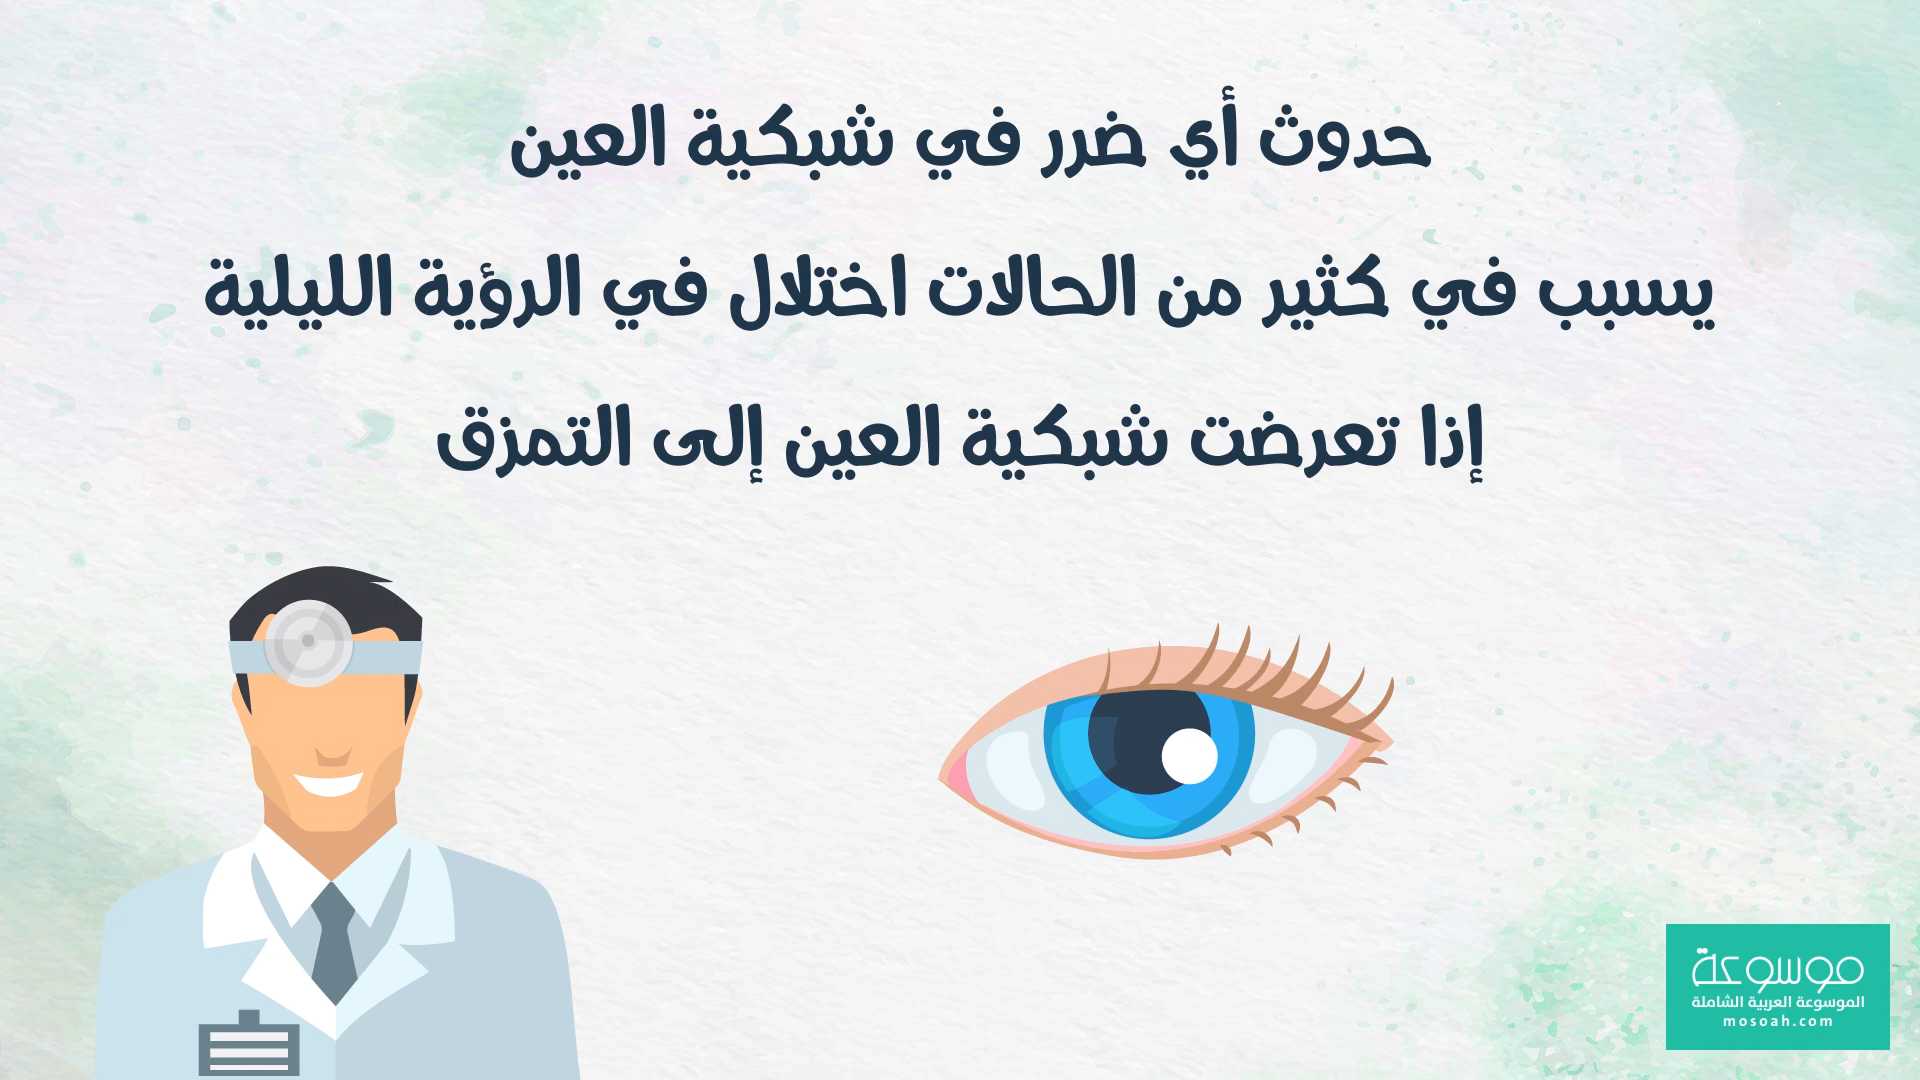 حدوث أي ضرر في شبكية العين
يسبب في كثير من الحالات اختلال في الرؤية الليلية
إذا تعرضت شبكية العين إلى التمزق
موسوعة
الموسوعة العربية الشاملة
mosoah.com